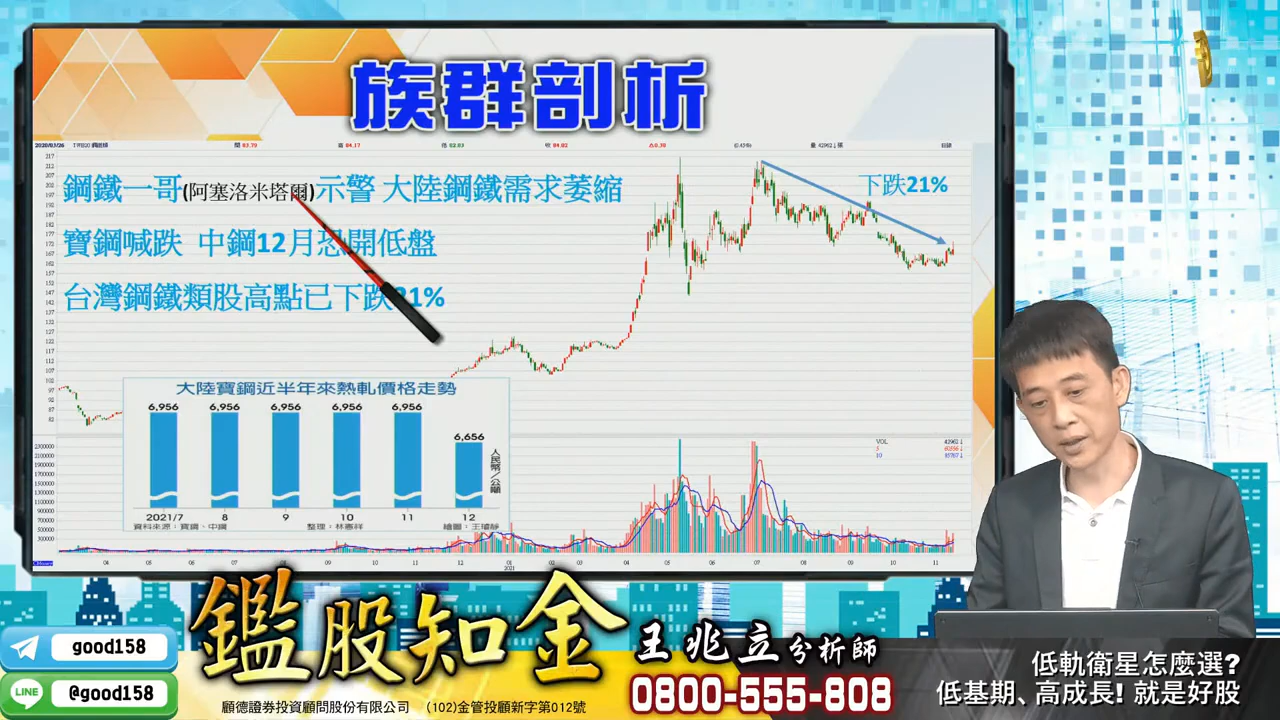 族群剖析
鋼鐵一哥(阿塞洛米塔爾)示警 大陸鋼鐵需求萎縮
下跌21%
寶鋼喊跌 中鋼12月恐開低盤
台灣鋼鐵類股高點已下跌21%
大陸寶鋼近半年來熱軋價格走勢
6,956 6,956 6,956 6,956 6,956 6,656
人民幣/公噸
2021/7 8 9 10 11 12
資料來源:寶鋼、中鋼 整理:林憲祥
鑑股知金
王兆立分析師
0800-555-808
good158
LINE @good158
顧德證券投資顧問股份有限公司 (102)金管投顧新字第012號
低軌衛星怎麼選?
低基期、高成長! 就是好股